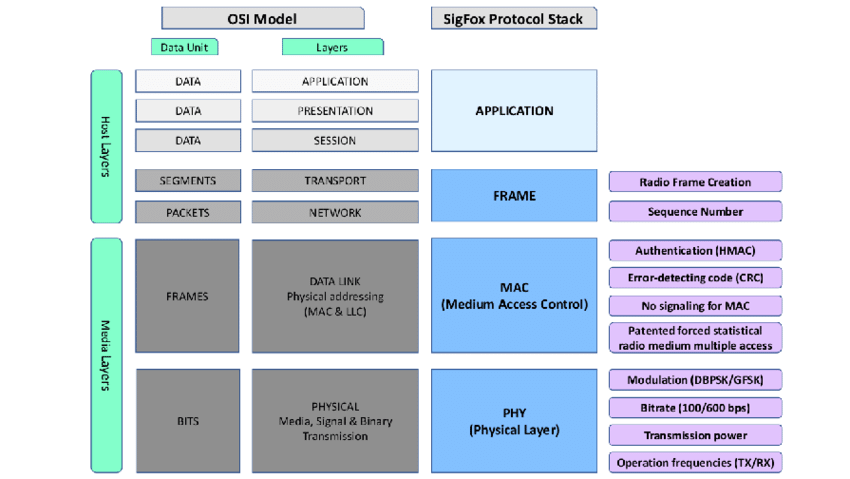 OSI Model
SigFox Protocol Stack
Data Unit
Layers
Host Layers
DATA
APPLICATION
DATA
PRESENTATION
DATA
SESSION
APPLICATION
SEGMENTS
TRANSPORT
PACKETS
NETWORK
FRAME
Radio Frame Creation
Sequence Number
Media Layers
FRAMES
DATA LINK
Physical addressing
(MAC & LLC)
MAC
(Medium Access Control)
Authentication (HMAC)
Error-detecting code (CRC)
No signaling for MAC
Patented forced statistical
radio medium multiple access
BITS
PHYSICAL
Media, Signal & Binary
Transmission
PHY
(Physical Layer)
Modulation (DBPSK/GFSK)
Bitrate (100/600 bps)
Transmission power
Operation frequencies (TX/RX)